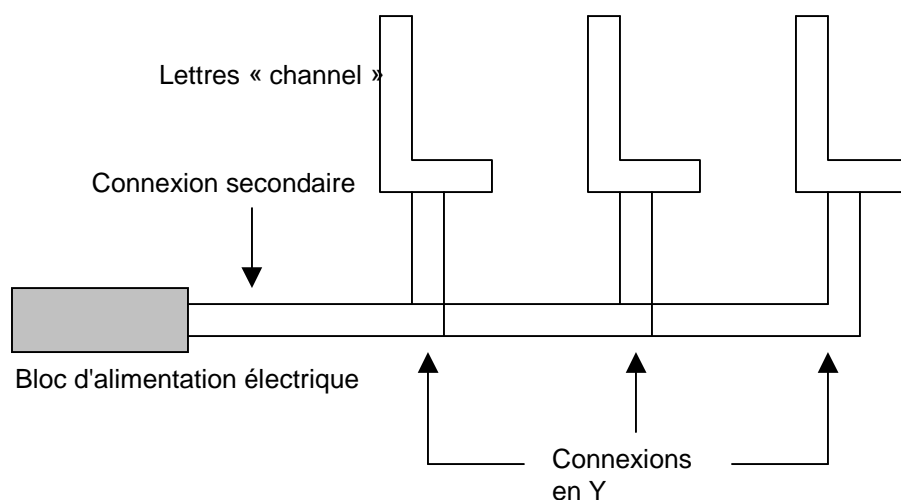 Lettres « channel »
Connexion secondaire
Bloc d'alimentation électrique
Connexions
en Y